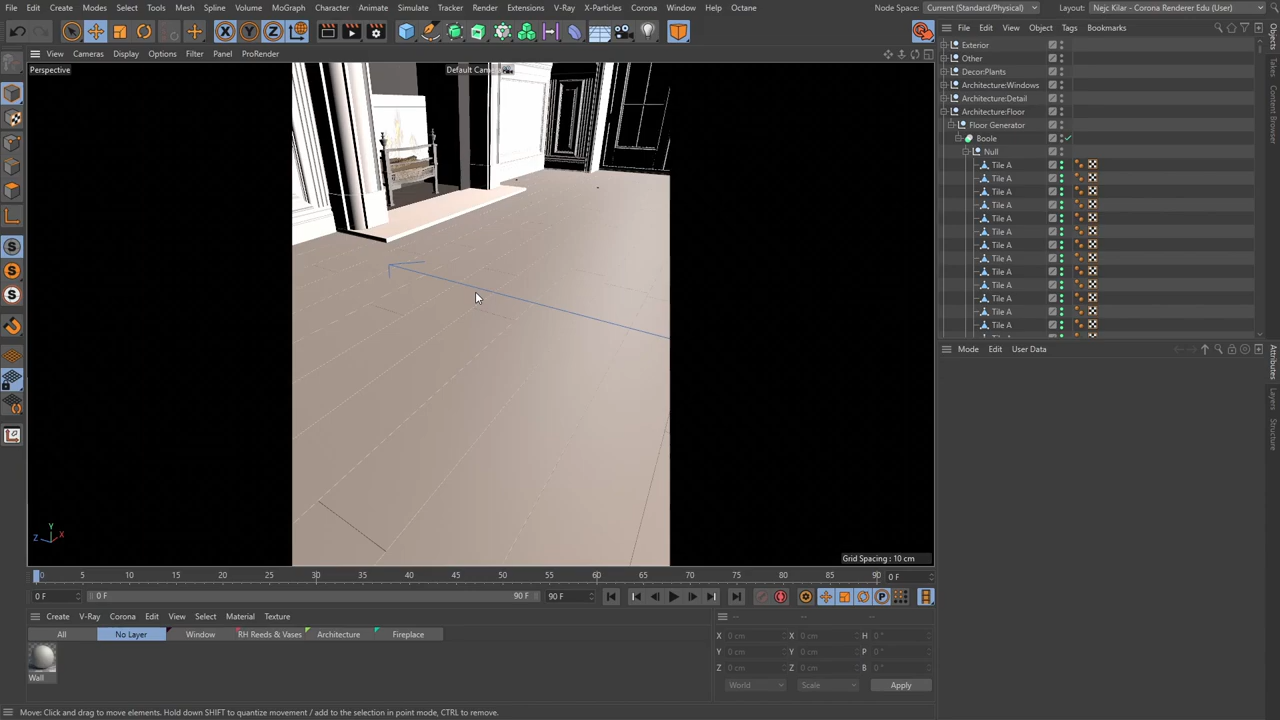 File Edit Create Modes Select Tools Mesh Spline Volume MoGraph Character Animate Simulate Tracker Render Extensions V-Ray X-Particles Corona Window Help Octane Node Space: Current (Standard/Physical) Layout: Nejc Kilar - Corona Renderer Edu (User)
X Y Z
View Cameras Display Options Filter Panel ProRender
File Edit View Object Tags Bookmarks
Perspective
Default Camera
Exterior
Other
Decor:Plants
Architecture:Windows
Architecture:Detail
Architecture:Floor
Floor Generator
Boole
Null
Tile A
Tile A
Tile A
Tile A
Tile A
Tile A
Tile A
Tile A
Tile A
Tile A
Tile A
Tile A
Tile A
Objects
Content Browser
Mode Edit User Data
Attributes
Layers
Structure
Y
Z X
Grid Spacing : 10 cm
0 5 10 15 20 25 30 35 40 45 50 55 60 65 70 75 80 85 90 0 F
0 F 0 F 90 F 90 F
Create V-Ray Corona Edit View Select Material Texture
All No Layer Window RH Reeds & Vases Architecture Fireplace
Wall
-- -- --
X 0 cm X 0 cm H 0 °
Y 0 cm Y 0 cm P 0 °
Z 0 cm Z 0 cm B 0 °
World Scale Apply
Move: Click and drag to move elements. Hold down SHIFT to quantize movement / add to the selection in point mode, CTRL to remove.